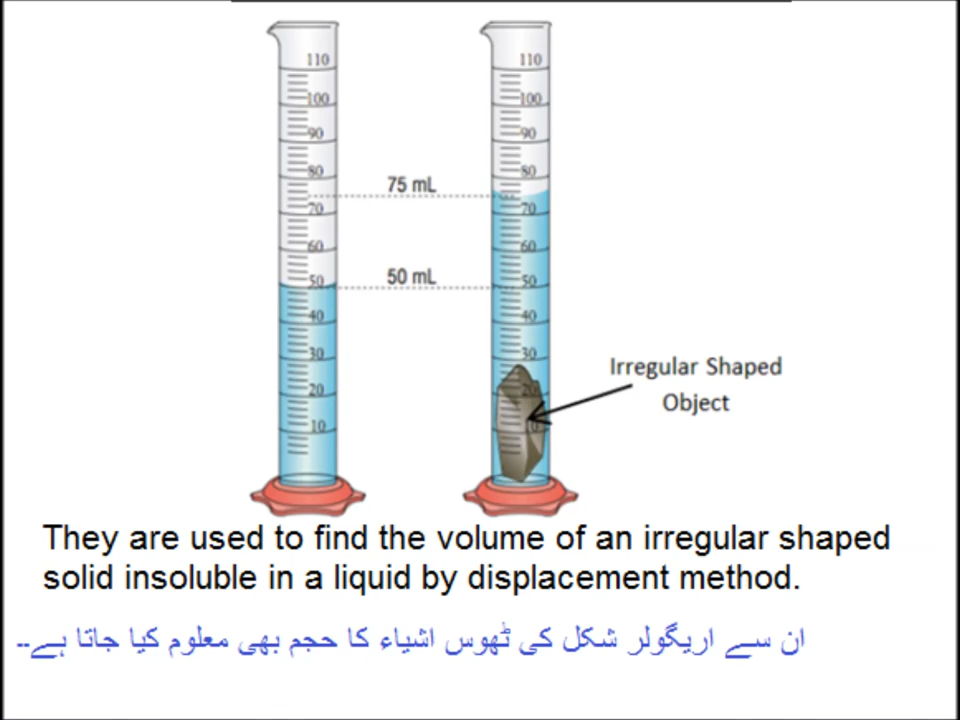 110 110
100 100
90 90
80 80
75 mL
70 70
60 60
50 mL
50 50
40 40
30 30
Irregular Shaped
20 20
Object
10 10
They are used to find the volume of an irregular shaped
solid insoluble in a liquid by displacement method.
ان سے اریگولر شکل کی ٹھوس اشیاء کا حجم بھی معلوم کیا جاتا ہے۔۔